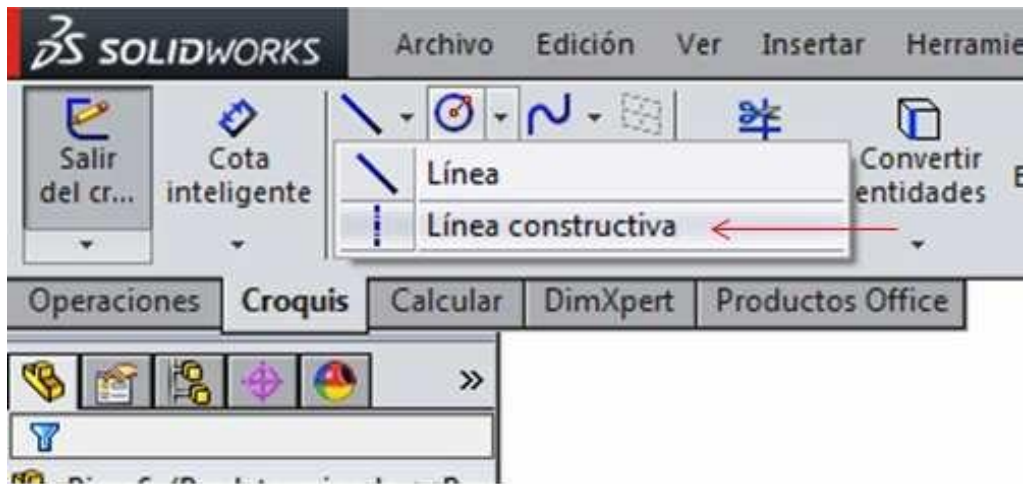 SOLIDWORKS Archivo Edición Ver Insertar Herramie
Salir
del cr...
Cota
inteligente
Línea
Línea constructiva
Convertir
entidades
E
Operaciones Croquis Calcular DimXpert Productos Office